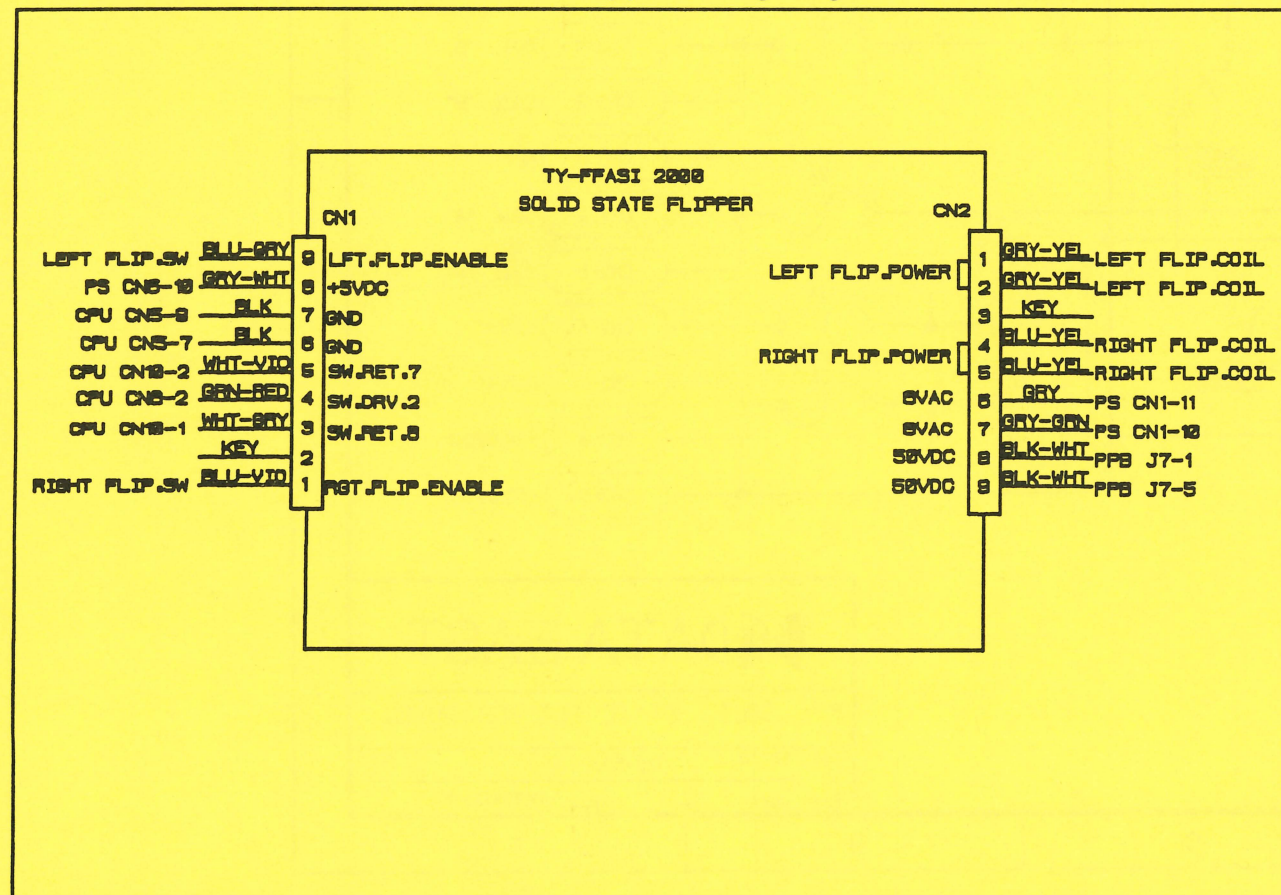 TY-FFASI 2000
SOLID STATE FLIPPER
CN1
LEFT FLIP.SW BLU-GRY 9 LFT.FLIP.ENABLE
PS CN6-10 GRY-WHT 8 +5VDC
CPU CN5-9 BLK 7 GND
CPU CN5-7 BLK 6 GND
CPU CN10-2 WHT-VIO 5 SW.RET.7
CPU CN8-2 GRN-RED 4 SW.DRV.2
CPU CN10-1 WHT-GRY 3 SW.RET.8
KEY 2
RIGHT FLIP.SW BLU-VIO 1 RGT.FLIP.ENABLE
CN2
LEFT FLIP.POWER
1 GRY-YEL LEFT FLIP.COIL
2 GRY-YEL LEFT FLIP.COIL
3 KEY
RIGHT FLIP.POWER
4 BLU-YEL RIGHT FLIP.COIL
5 BLU-YEL RIGHT FLIP.COIL
8VAC 6 GRY PS CN1-11
8VAC 7 GRY-GRN PS CN1-10
50VDC 8 BLK-WHT PPB J7-1
50VDC 9 BLK-WHT PPB J7-5